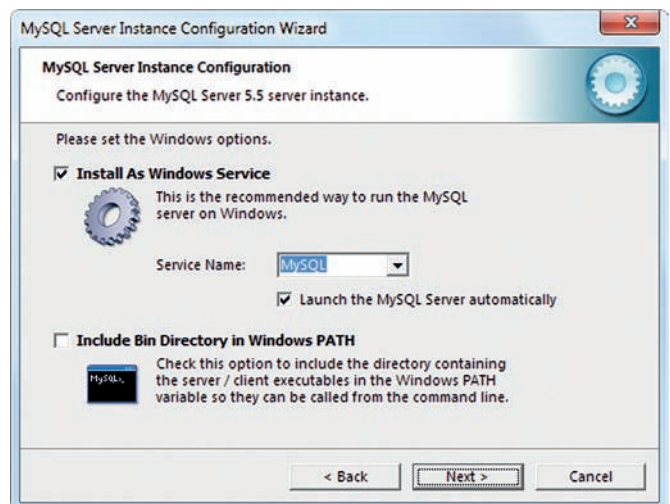 MySQL Server Instance Configuration Wizard
MySQL Server Instance Configuration
Configure the MySQL Server 5.5 server instance.
Please set the Windows options.
Install As Windows Service
This is the recommended way to run the MySQL
server on Windows.
Service Name: MySQL
Launch the MySQL Server automatically
Include Bin Directory in Windows PATH
MySQL>_
Check this option to include the directory containing
the server / client executables in the Windows PATH
variable so they can be called from the command line.
< Back Next > Cancel